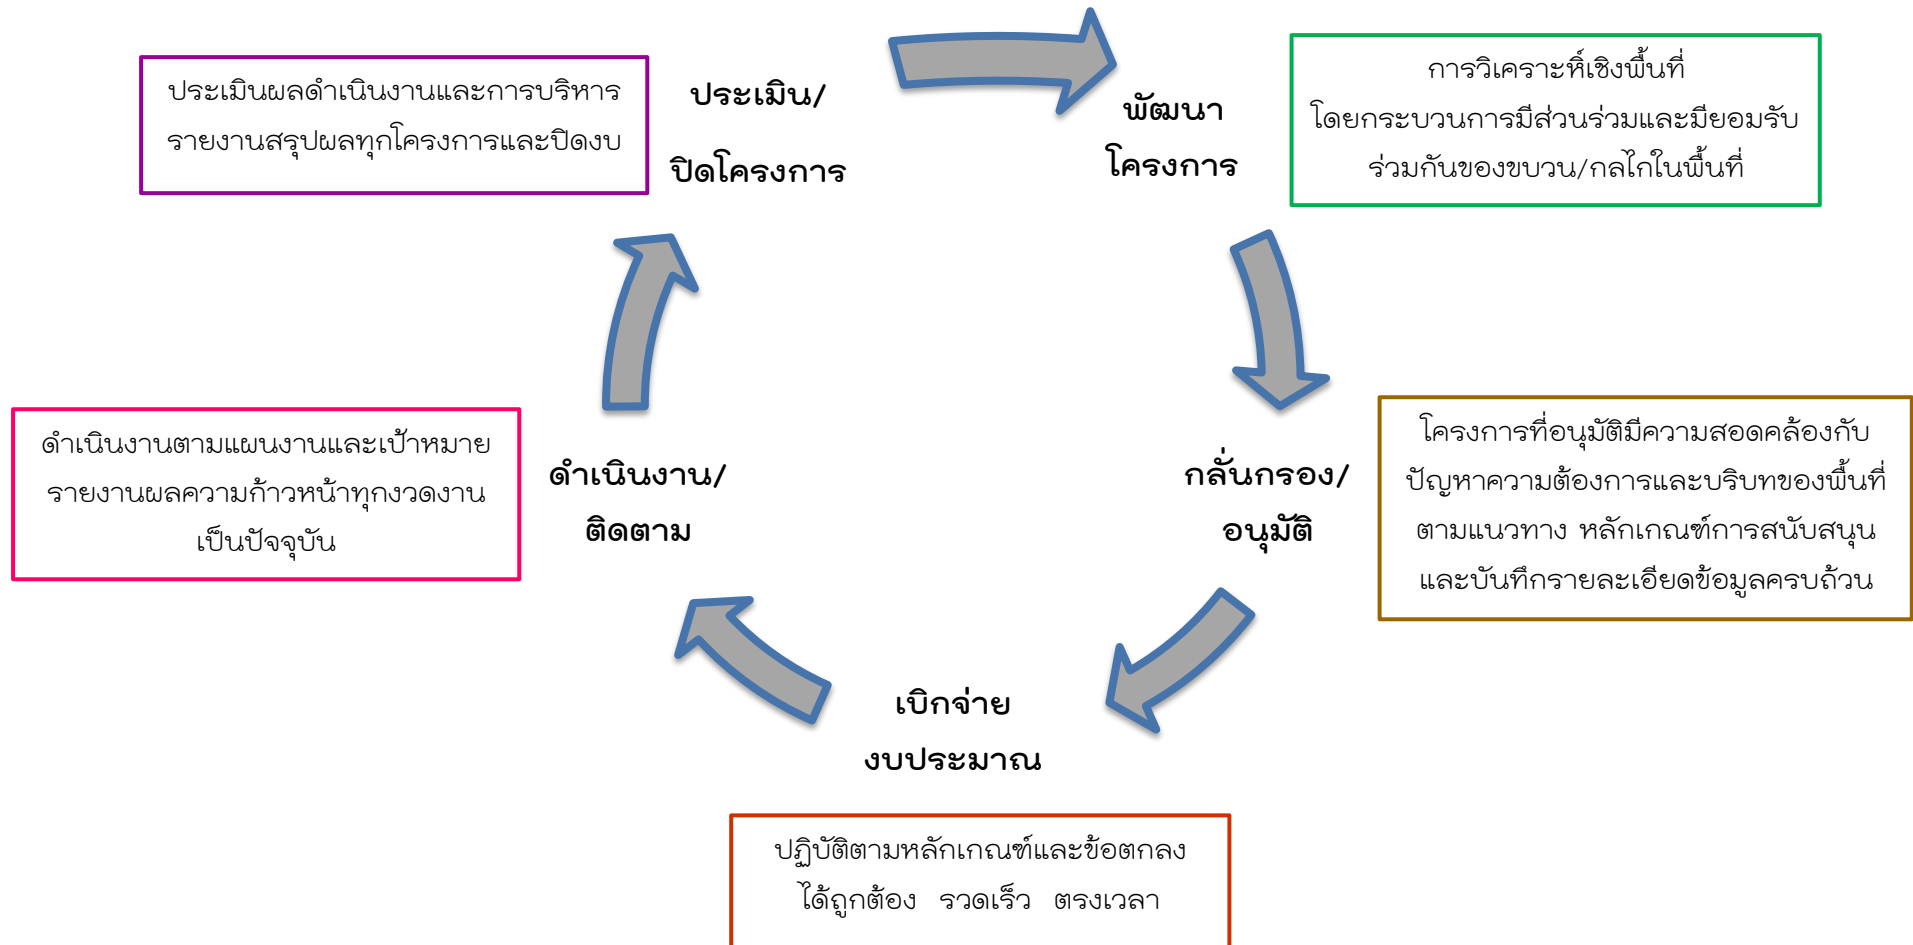 ประเมินผลดำเนินงานและการบริหาร
รายงานสรุปผลทุกโครงการและปิดงบ
ประเมิน/
ปิดโครงการ
พัฒนา
โครงการ
การวิเคราะห์เชิงพื้นที่
โดยกระบวนการมีส่วนร่วมและมียอมรับ
ร่วมกันของขบวน/กลไกในพื้นที่
ดำเนินงานตามแผนงานและเป้าหมาย
รายงานผลความก้าวหน้าทุกงวดงาน
เป็นปัจจุบัน
ดำเนินงาน/
ติดตาม
กลั่นกรอง/
อนุมัติ
โครงการที่อนุมัติมีความสอดคล้องกับ
ปัญหาความต้องการและบริบทของพื้นที่
ตามแนวทาง หลักเกณฑ์การสนับสนุน
และบันทึกรายละเอียดข้อมูลครบถ้วน
เบิกจ่าย
งบประมาณ
ปฏิบัติตามหลักเกณฑ์และข้อตกลง
ได้ถูกต้อง รวดเร็ว ตรงเวลา